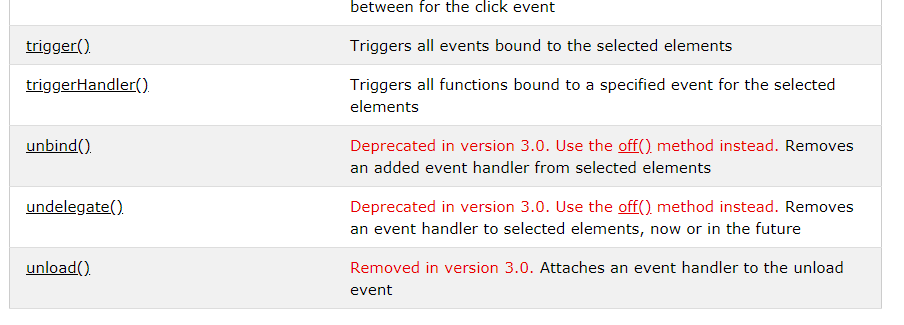 between for the click event
trigger() Triggers all events bound to the selected elements
triggerHandler() Triggers all functions bound to a specified event for the selected
elements
unbind() Deprecated in version 3.0. Use the off() method instead. Removes
an added event handler from selected elements
undelegate() Deprecated in version 3.0. Use the off() method instead. Removes
an event handler to selected elements, now or in the future
unload() Removed in version 3.0. Attaches an event handler to the unload
event